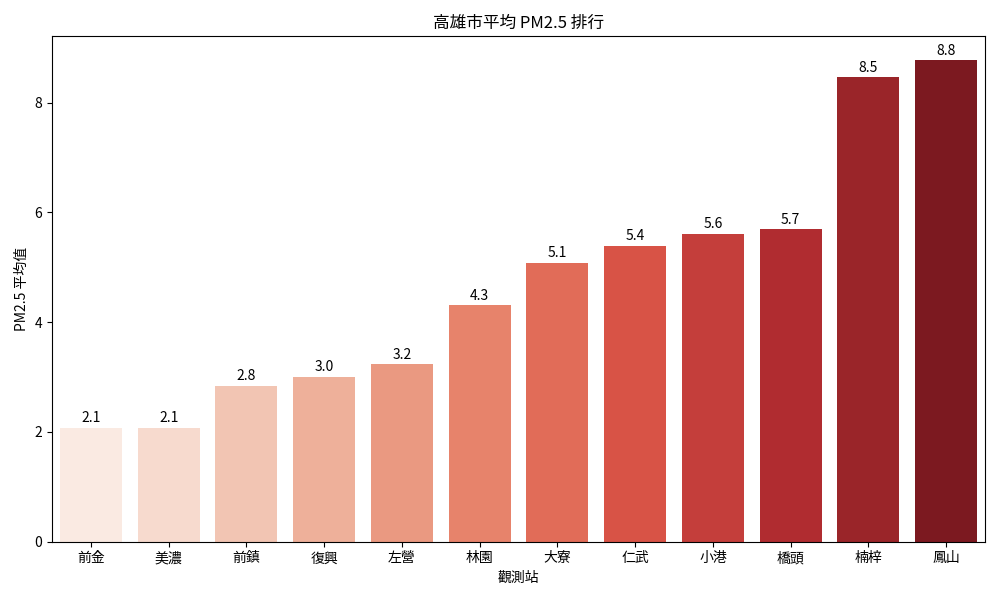 高雄市平均 PM2.5 排行
PM2.5 平均值
8
6
4
2
0
2.1
2.1
2.8
3.0
3.2
4.3
5.1
5.4
5.6
5.7
8.5
8.8
前金
美濃
前鎮
復興
左營
林園
大寮
仁武
小港
橋頭
楠梓
鳳山
觀測站